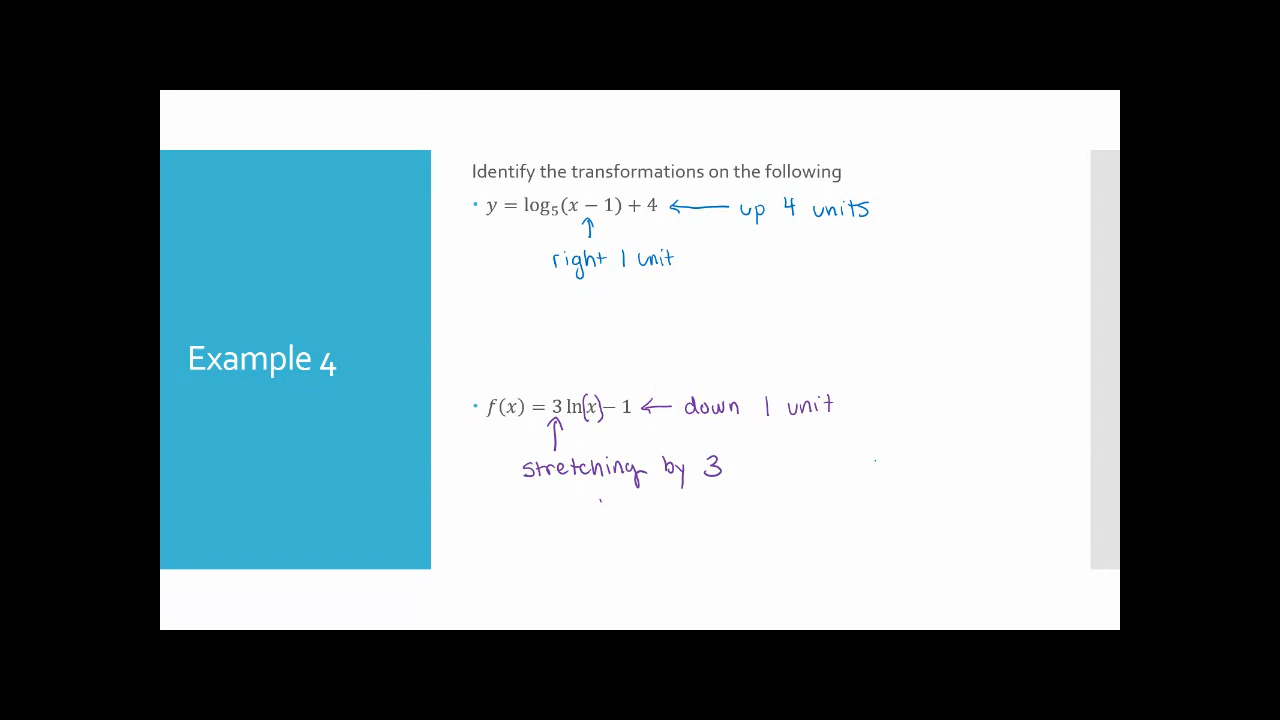 Example 4
Identify the transformations on the following
• y = log₅(x − 1) + 4 ← up 4 units
↑
right 1 unit
• f(x) = 3 ln(x) − 1 ← down 1 unit
↑
stretching by 3